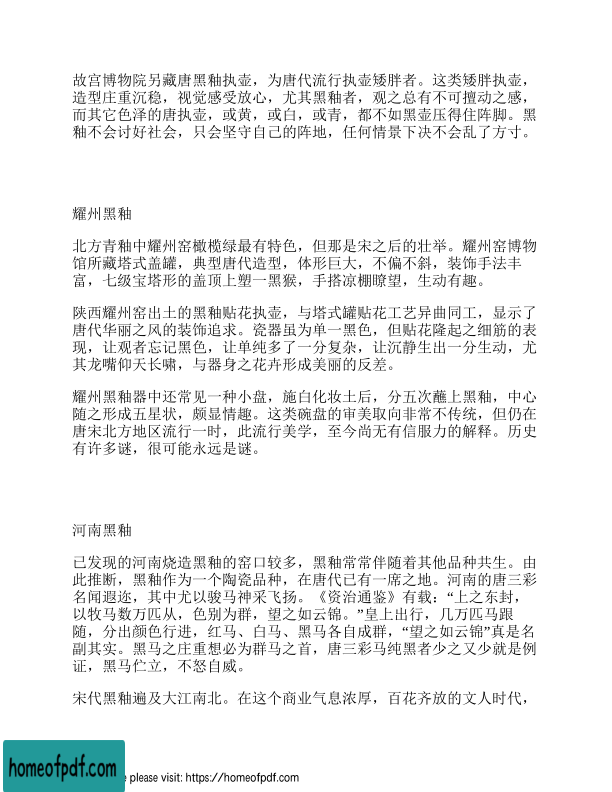 故宫博物院另藏唐黑釉执壶，为唐代流行执壶矮胖者。这类矮胖执壶，
造型庄重沉稳，视觉感受放心，尤其黑釉者，观之总有不可擅动之感，
而其它色泽的唐执壶，或黄，或白，或青，都不如黑壶压得住阵脚。黑
釉不会讨好社会，只会坚守自己的阵地，任何情景下决不会乱了方寸。
耀州黑釉
北方青釉中耀州窑橄榄绿最有特色，但那是宋之后的壮举。耀州窑博物
馆所藏塔式盖罐，典型唐代造型，体形巨大，不偏不斜，装饰手法丰
富，七级宝塔形的盖顶上塑一黑猴，手搭凉棚瞭望，生动有趣。
陕西耀州窑出土的黑釉贴花执壶，与塔式罐贴花工艺异曲同工，显示了
唐代华丽之风的装饰追求。瓷器虽为单一黑色，但贴花隆起之细筋的表
现，让观者忘记黑色，让单纯多了一分复杂，让沉静生出一分生动，尤
其龙嘴仰天长啸，与器身之花卉形成美丽的反差。
耀州黑釉器中还常见一种小盘，施白化妆土后，分五次蘸上黑釉，中心
随之形成五星状，颇显情趣。这类碗盘的审美取向非常不传统，但仍在
唐宋北方地区流行一时，此流行美学，至今尚无有信服力的解释。历史
有许多谜，很可能永远是谜。
河南黑釉
已发现的河南烧造黑釉的窑口较多，黑釉常常伴随着其他品种共生。由
此推断，黑釉作为一个陶瓷品种，在唐代已有一席之地。河南的唐三彩
名闻遐迩，其中尤以骏马神采飞扬。《资治通鉴》有载：“上之东封，
以牧马数万匹从，色别为群，望之如云锦。”皇上出行，几万匹马跟
随，分出颜色行进，红马、白马、黑马各自成群，“望之如云锦”真是名
副其实。黑马之庄重想必为群马之首，唐三彩马纯黑者少之又少就是例
证，黑马伫立，不怒自威。
宋代黑釉遍及大江南北。在这个商业气息浓厚，百花齐放的文人时代，
homeofpdf.com
e please visit: https://homeofpdf.com